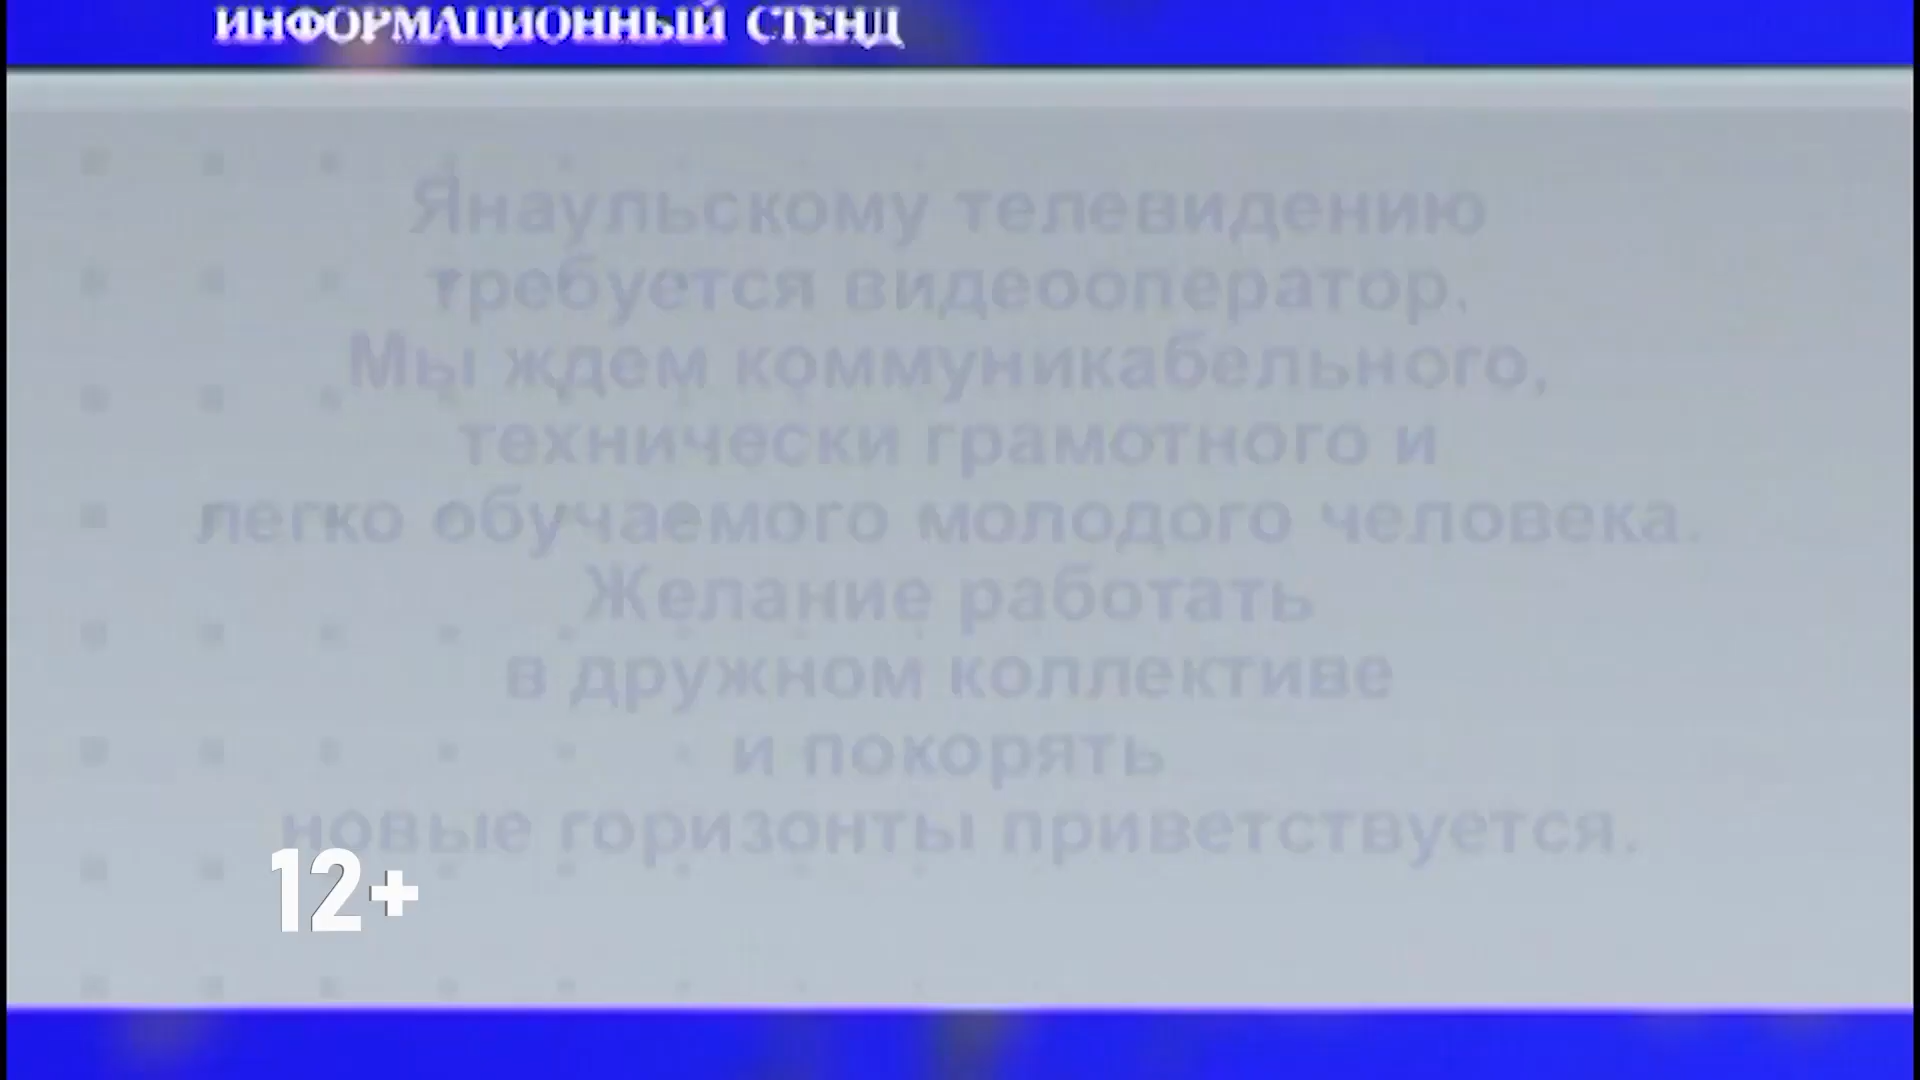 ИНФОРМАЦИОННЫЙ СТЕНД
Янаульскому телевидению
требуется видеооператор.
Мы ждем коммуникабельного,
технически грамотного и
легко обучаемого молодого человека.
Желание работать
в дружном коллективе
и покорять
новые горизонты приветствуется.
12+